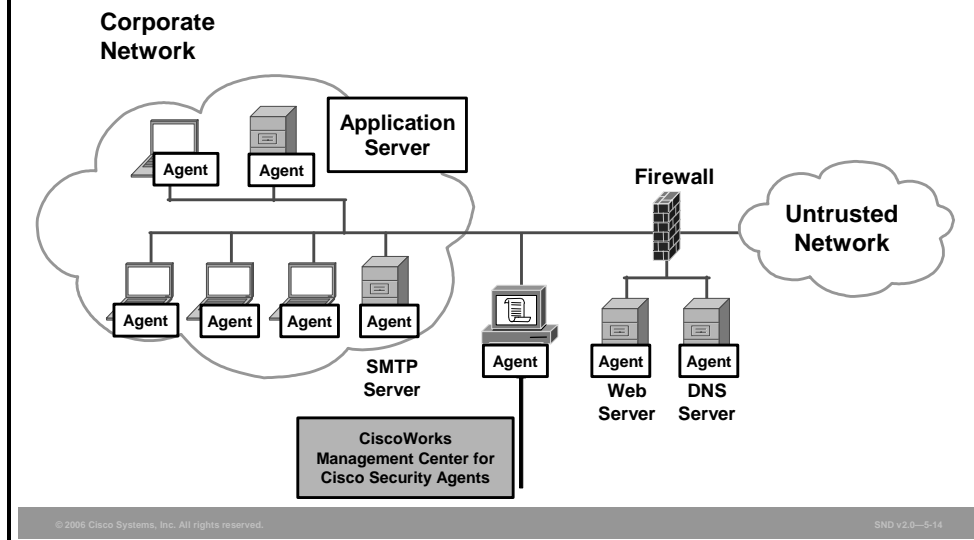 Corporate
Network
Application
Server
Agent
Agent
Firewall
Untrusted
Network
Agent
Agent
Agent
Agent
SMTP
Server
Agent
Agent
Agent
Web
Server
DNS
Server
CiscoWorks
Management Center for
Cisco Security Agents
© 2006 Cisco Systems, Inc. All rights reserved.
SND v2.0—5-14